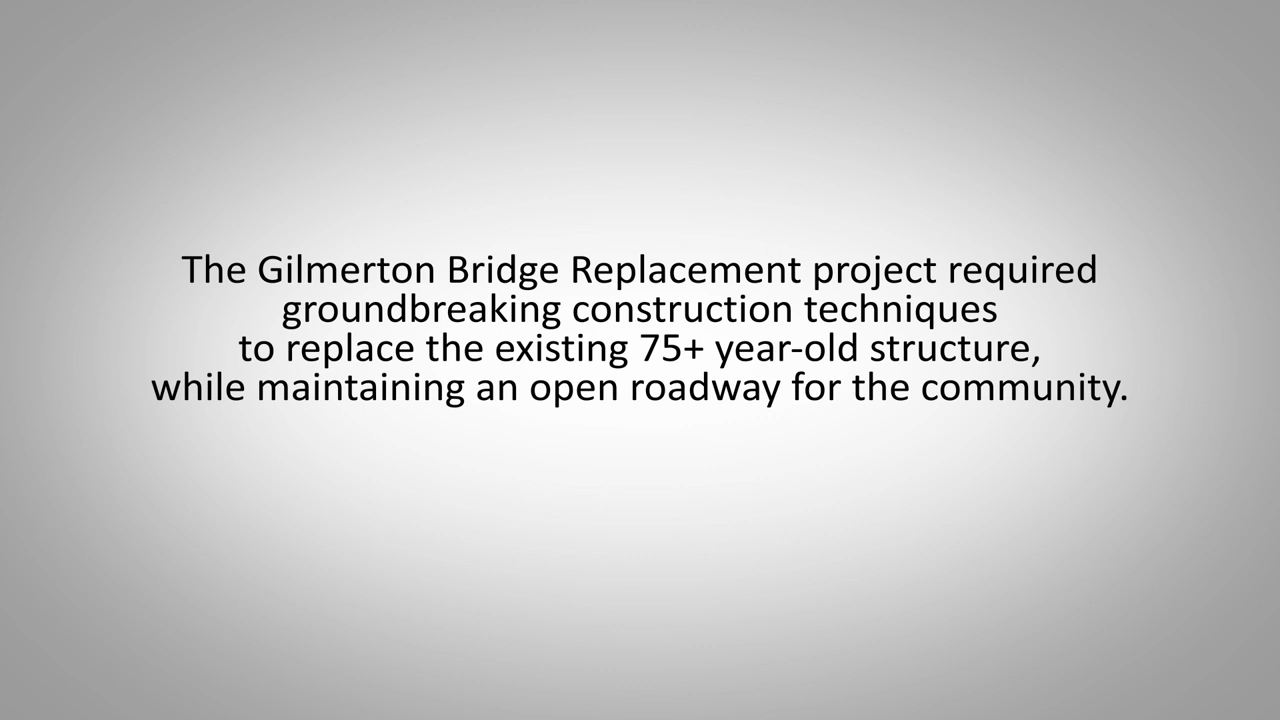 The Gilmerton Bridge Replacement project required
groundbreaking construction techniques
to replace the existing 75+ year-old structure,
while maintaining an open roadway for the community.